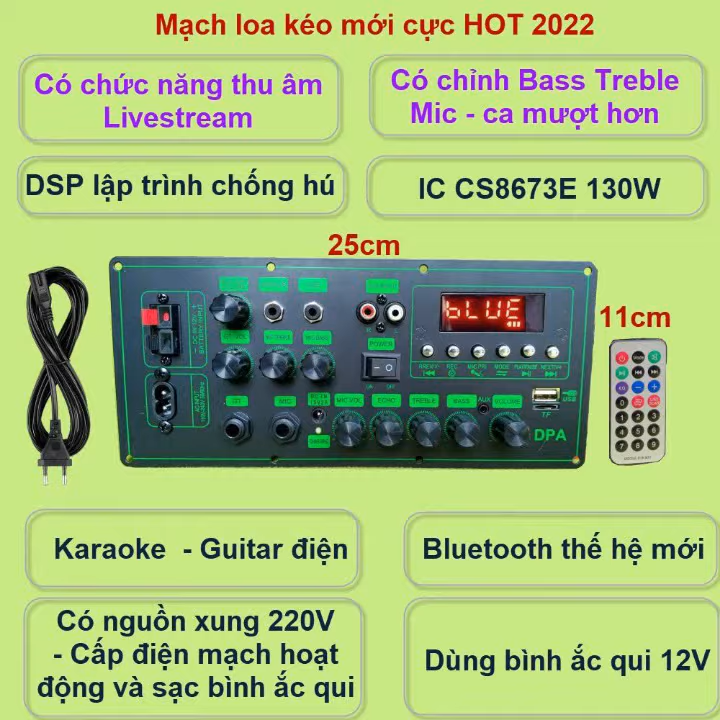 Mạch loa kéo mới cực HOT 2022
Có chức năng thu âm
Livestream
Có chỉnh Bass Treble
Mic - ca mượt hơn
DSP lập trình chống hú
IC CS8673E 130W
25cm
11cm
bLUE
POWER
MIC.VOL
ECHO
TREBLE
BASS
AUX
VOLUME
USB
TF
DPA
Karaoke - Guitar điện
Bluetooth thế hệ mới
Có nguồn xung 220V
- Cấp điện mạch hoạt
động và sạc bình ắc qui
Dùng bình ắc qui 12V